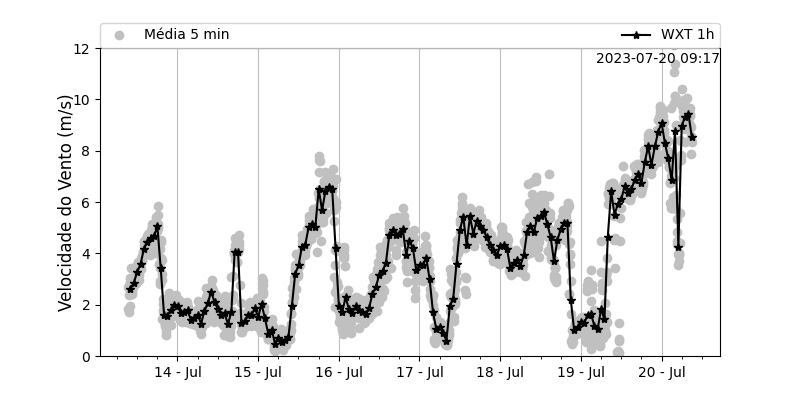 Média 5 min
WXT 1h
2023-07-20 09:17
Velocidade do Vento (m/s)
12
10
8
6
4
2
0
14 - Jul
15 - Jul
16 - Jul
17 - Jul
18 - Jul
19 - Jul
20 - Jul